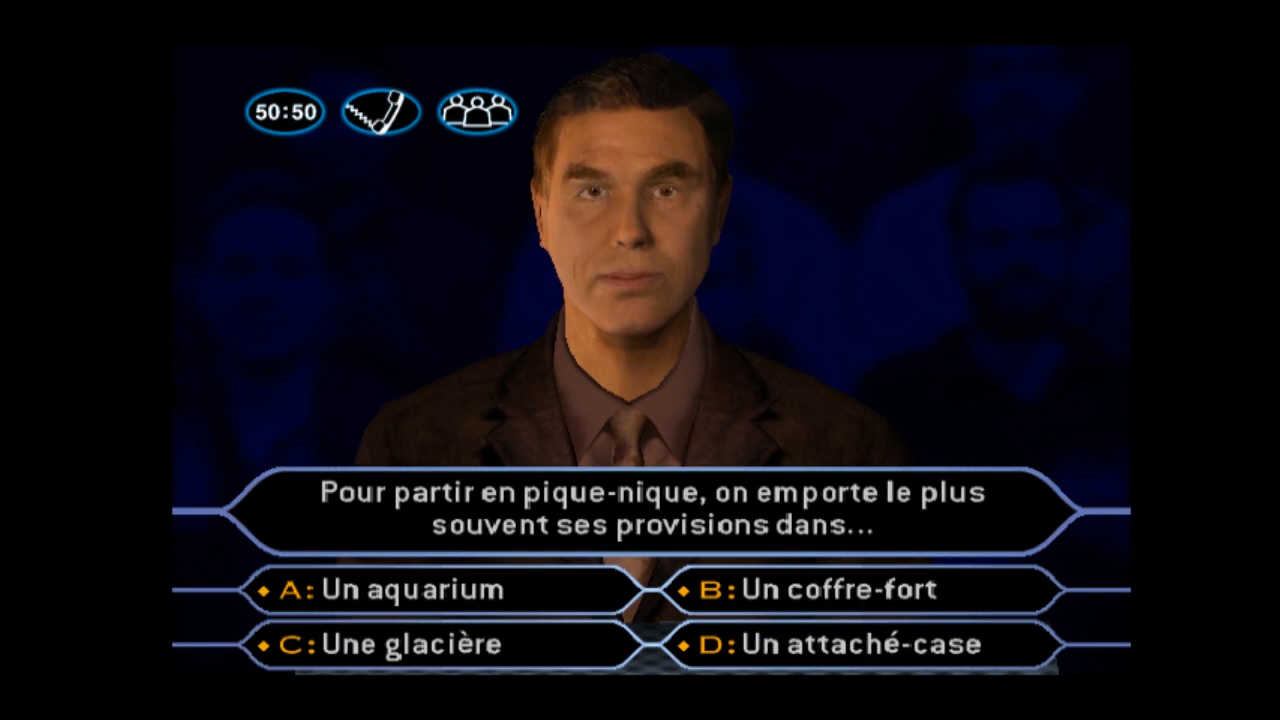 50:50
Pour partir en pique-nique, on emporte le plus
souvent ses provisions dans...
A: Un aquarium
B: Un coffre-fort
C: Une glacière
D: Un attaché-case